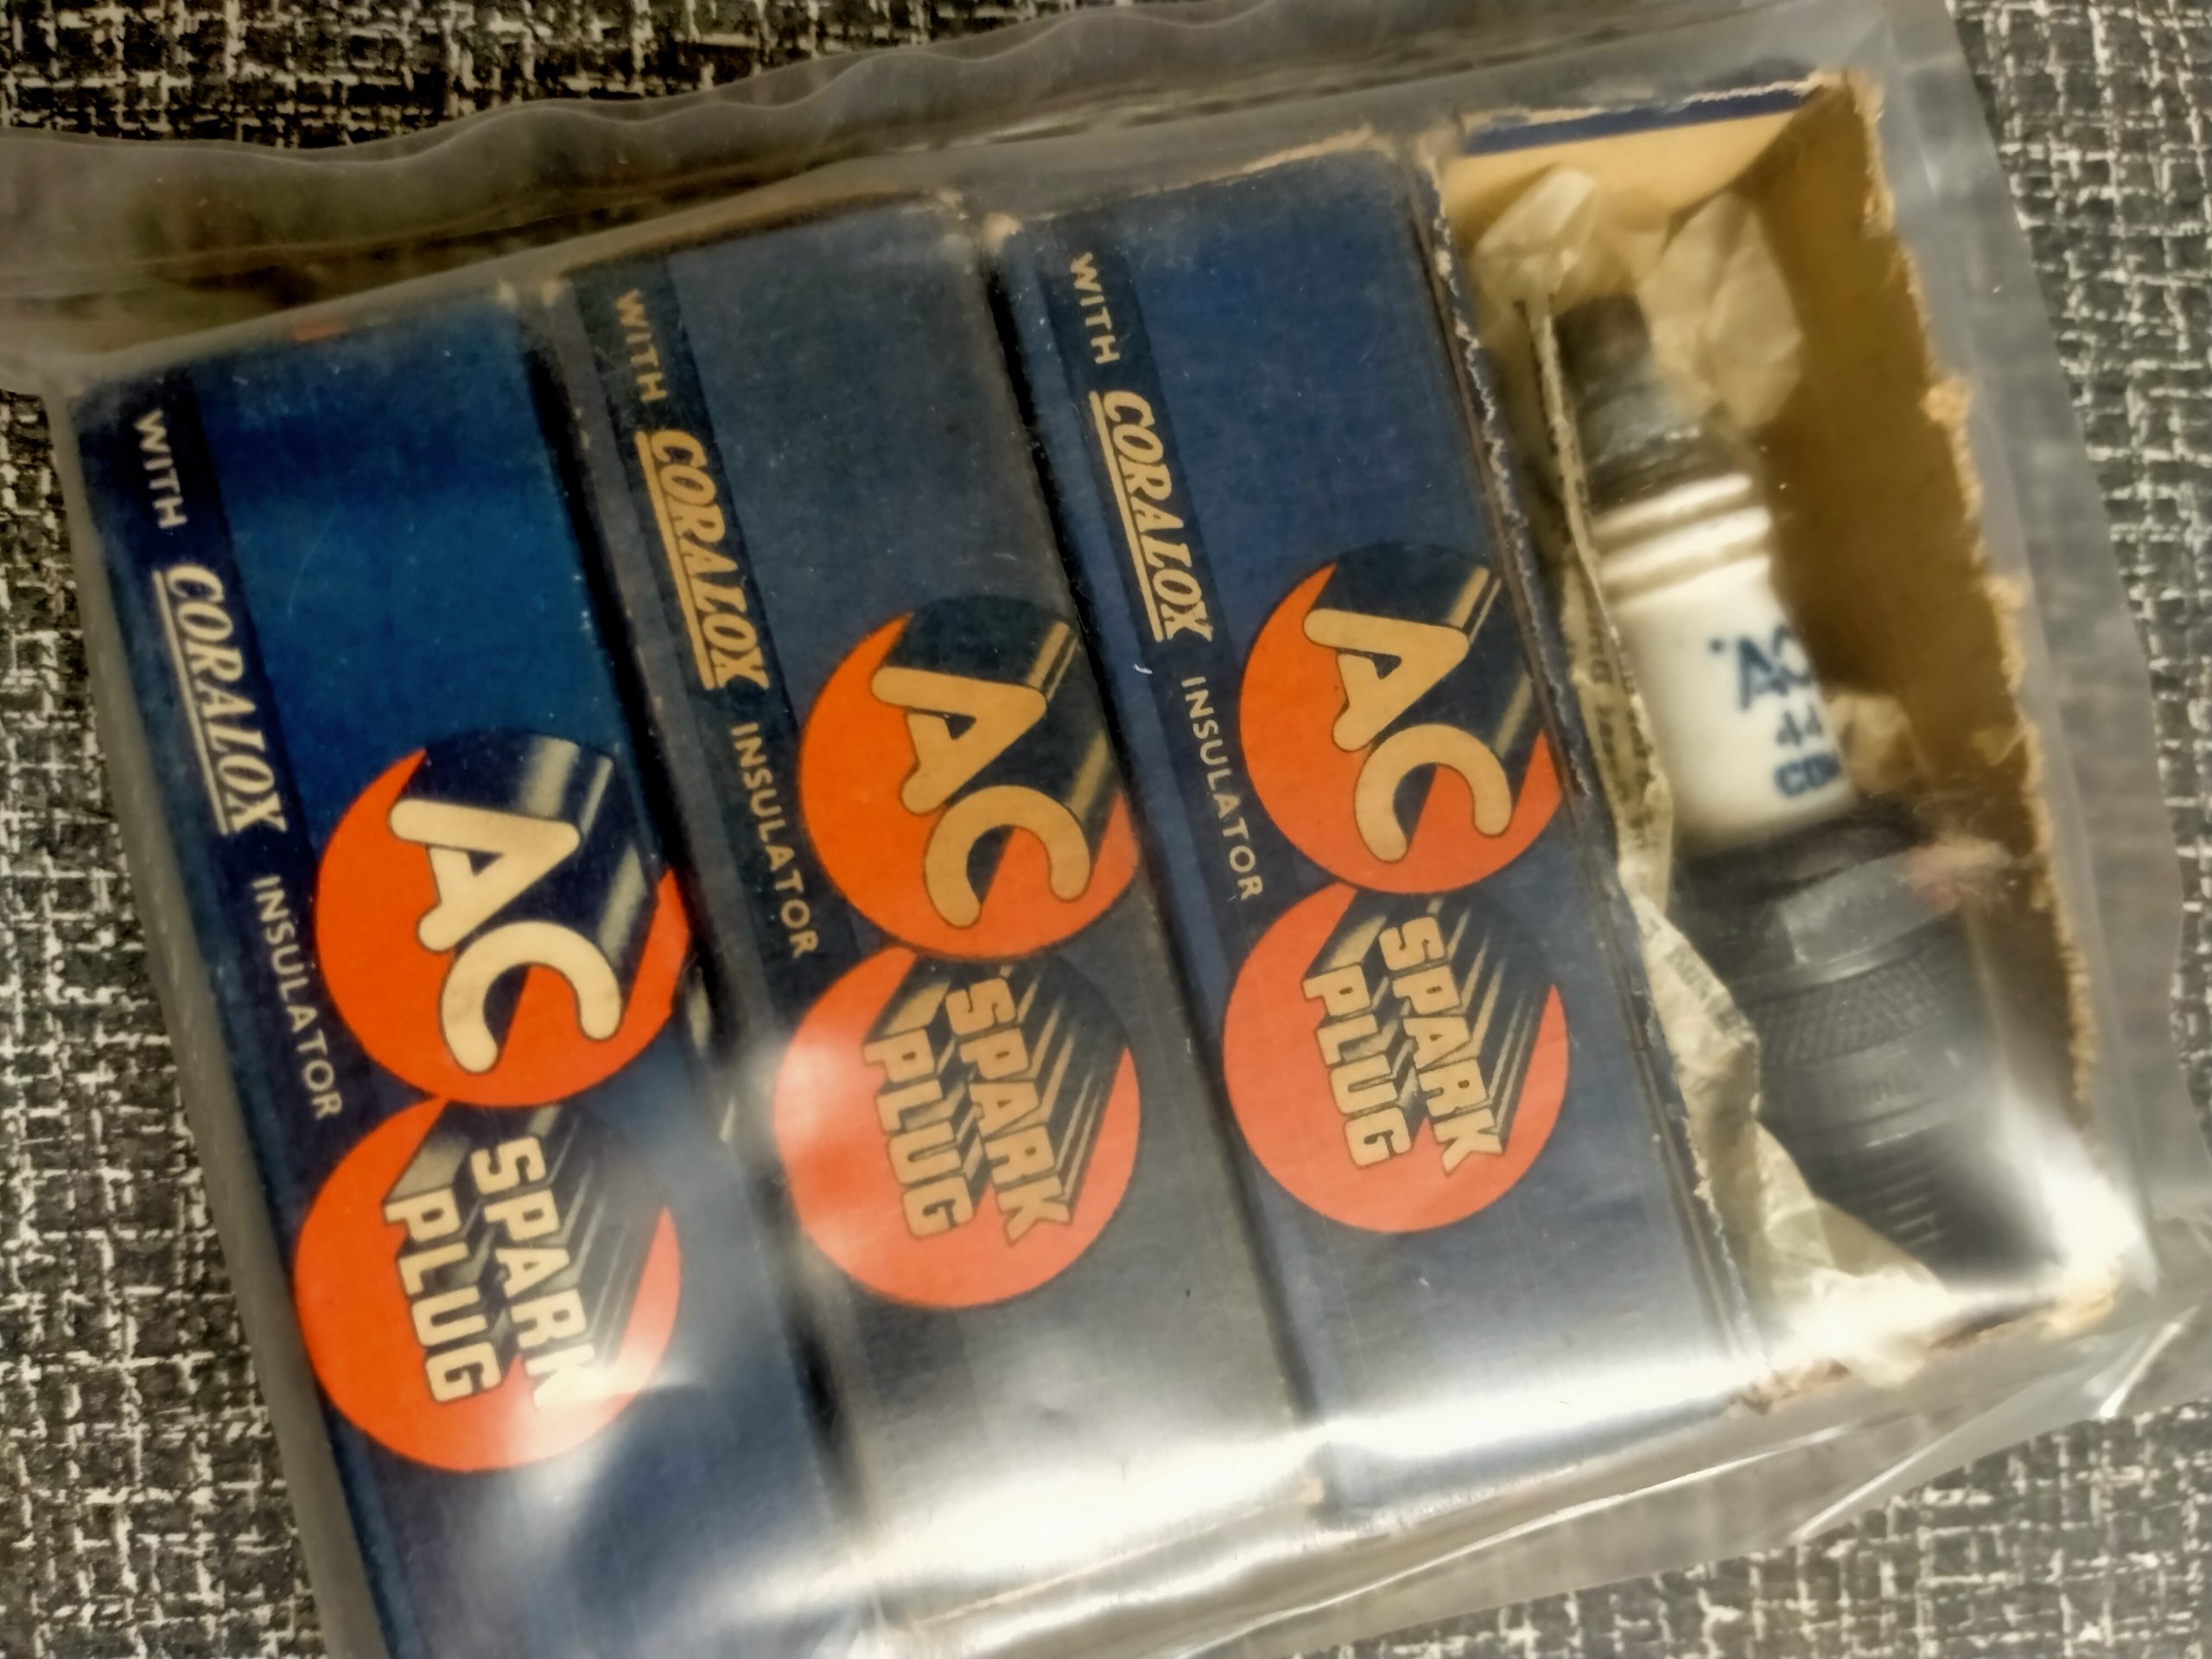 WITH CORALOX INSULATOR
AC
SPARK
PLUG
WITH CORALOX INSULATOR
AC
SPARK
PLUG
WITH CORALOX INSULATOR
AC
SPARK
PLUG
AC
44